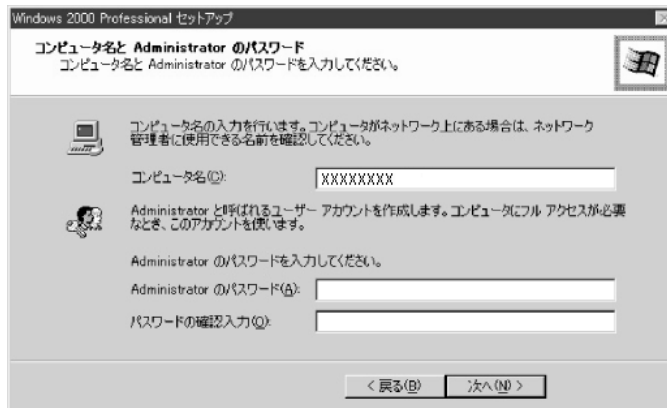 Windows 2000 Professional セットアップ
コンピュータ名と Administrator のパスワード
コンピュータ名と Administrator のパスワードを入力してください。
コンピュータ名の入力を行います。コンピュータがネットワーク上にある場合は、ネットワーク
管理者に使用できる名前を確認してください。
コンピュータ名(C):
XXXXXXXX
Administrator と呼ばれるユーザー アカウントを作成します。コンピュータにフル アクセスが必要
なとき、このアカウントを使います。
Administrator のパスワードを入力してください。
Administrator のパスワード(A):
パスワードの確認入力(O):
< 戻る(B)
次へ(N) >